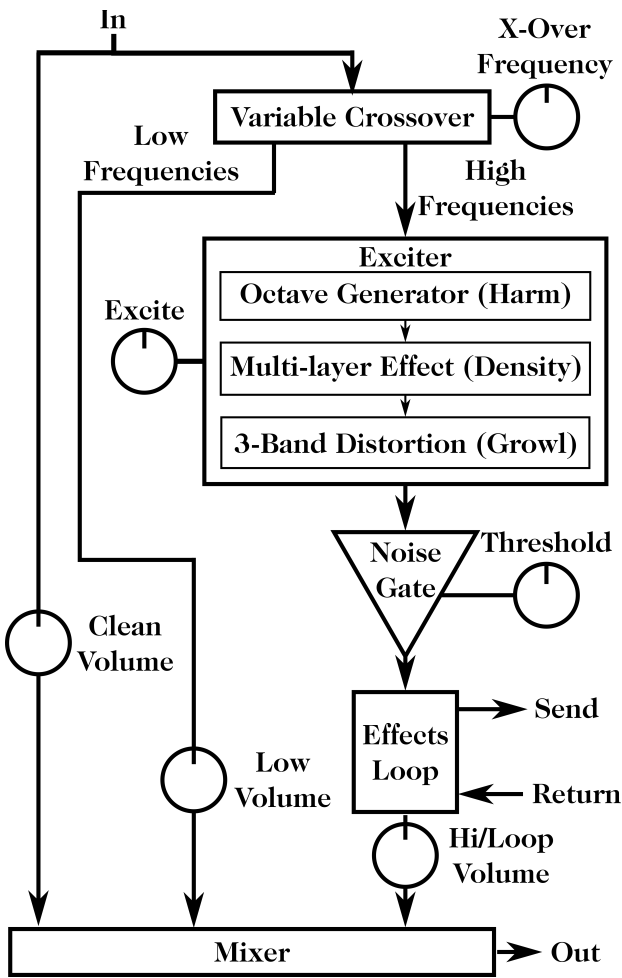 In
X-Over
Frequency
Variable Crossover
Low
Frequencies
High
Frequencies
Exciter
Octave Generator (Harm)
Excite
Multi-layer Effect (Density)
3-Band Distortion (Growl)
Noise
Gate
Threshold
Clean
Volume
Effects
Loop
Send
Return
Low
Volume
Hi/Loop
Volume
Mixer
Out